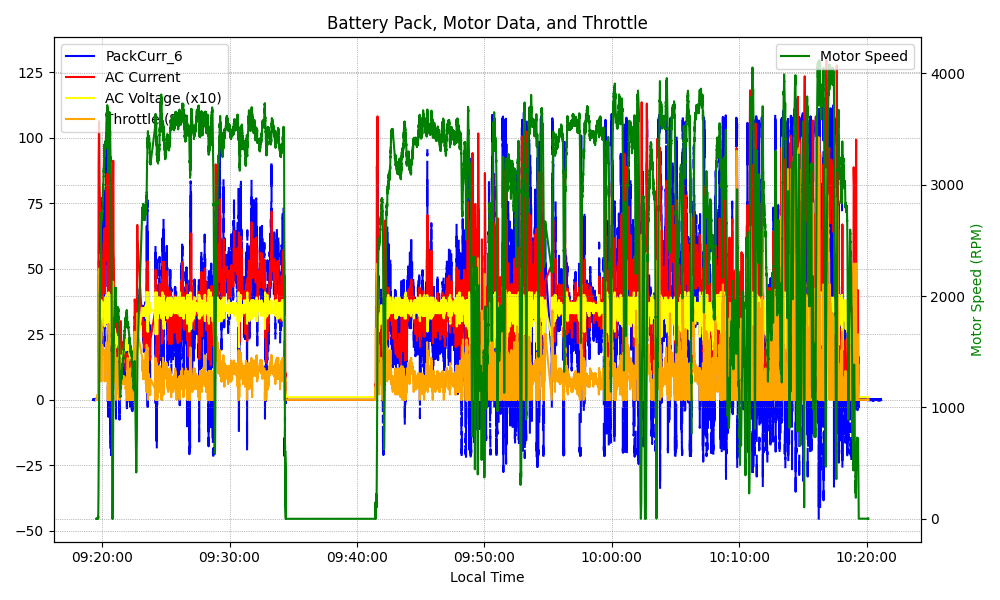 Battery Pack, Motor Data, and Throttle
PackCurr_6
AC Current
AC Voltage (x10)
Throttle
Motor Speed
125
100
75
50
25
0
−25
−50
4000
3000
2000
1000
0
Motor Speed (RPM)
09:20:00
09:30:00
09:40:00
09:50:00
10:00:00
10:10:00
10:20:00
Local Time